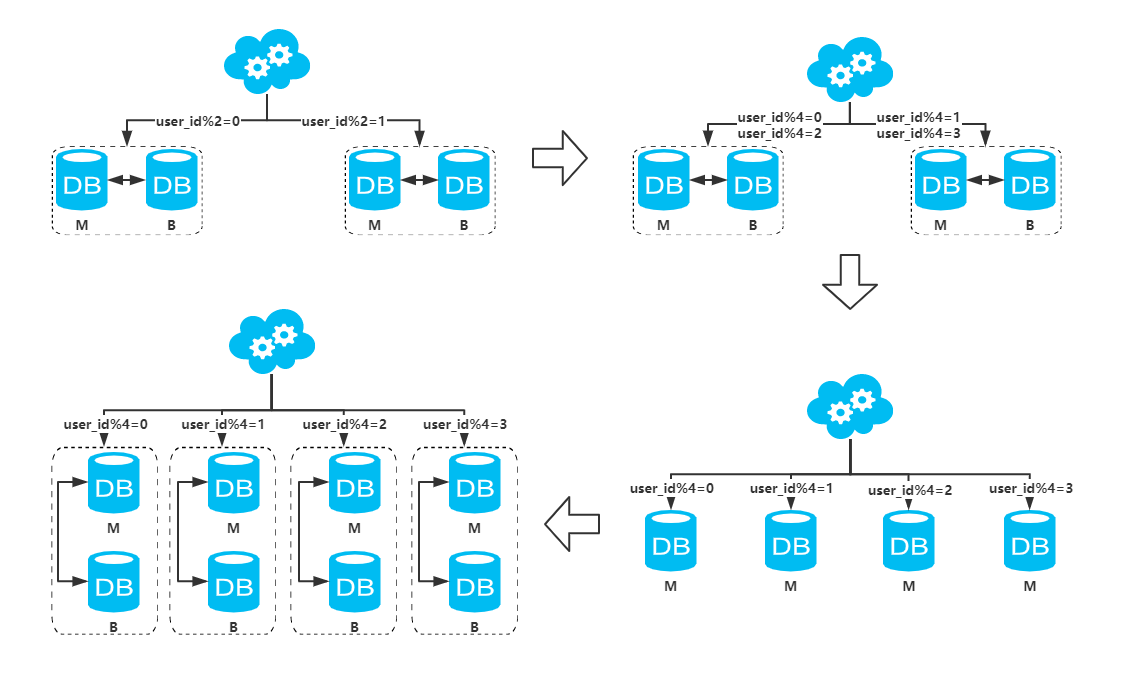 user_id%2=0
user_id%2=1
DB
DB
DB
DB
M
B
M
B
user_id%4=0
user_id%4=2
user_id%4=1
user_id%4=3
DB
DB
DB
DB
M
B
M
B
user_id%4=0
user_id%4=1
user_id%4=2
user_id%4=3
DB
DB
DB
DB
M
M
M
M
user_id%4=0
user_id%4=1
user_id%4=2
user_id%4=3
DB
DB
DB
DB
M
M
M
M
DB
DB
DB
DB
B
B
B
B